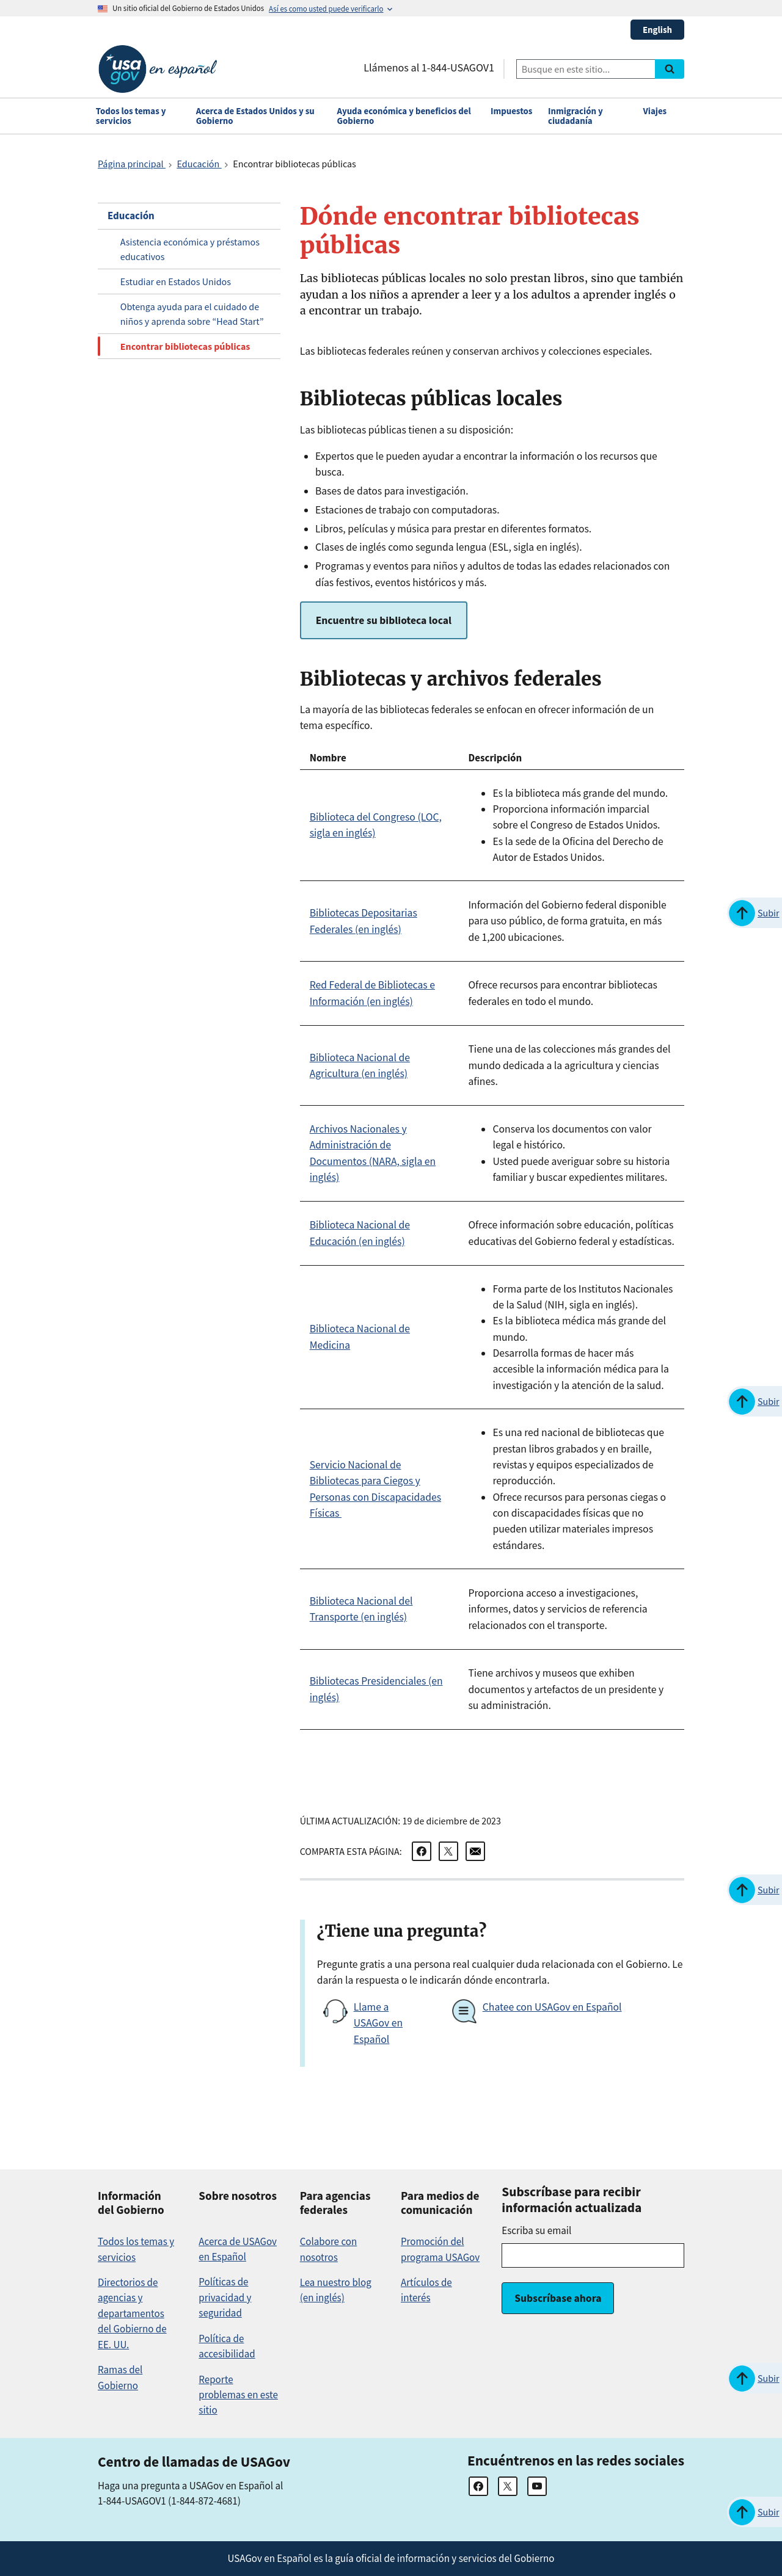 Un sitio oficial del Gobierno de Estados Unidos Así es como usted puede verificarlo
English
usa gov en español
Llámenos al 1-844-USAGOV1
Busque en este sitio...
Todos los temas y servicios
Acerca de Estados Unidos y su Gobierno
Ayuda económica y beneficios del Gobierno
Impuestos
Inmigración y ciudadanía
Viajes
Página principal > Educación > Encontrar bibliotecas públicas
Educación
Asistencia económica y préstamos
educativos
Estudiar en Estados Unidos
Obtenga ayuda para el cuidado de
niños y aprenda sobre “Head Start”
Encontrar bibliotecas públicas
Dónde encontrar bibliotecas
públicas
Las bibliotecas públicas locales no solo prestan libros, sino que también
ayudan a los niños a aprender a leer y a los adultos a aprender inglés o
a encontrar un trabajo.
Las bibliotecas federales reúnen y conservan archivos y colecciones especiales.
Bibliotecas públicas locales
Las bibliotecas públicas tienen a su disposición:
• Expertos que le pueden ayudar a encontrar la información o los recursos que
busca.
• Bases de datos para investigación.
• Estaciones de trabajo con computadoras.
• Libros, películas y música para prestar en diferentes formatos.
• Clases de inglés como segunda lengua (ESL, sigla en inglés).
• Programas y eventos para niños y adultos de todas las edades relacionados con
días festivos, eventos históricos y más.
Encuentre su biblioteca local
Bibliotecas y archivos federales
La mayoría de las bibliotecas federales se enfocan en ofrecer información de un
tema específico.
Nombre
Descripción
Biblioteca del Congreso (LOC,
sigla en inglés)
• Es la biblioteca más grande del mundo.
• Proporciona información imparcial
sobre el Congreso de Estados Unidos.
• Es la sede de la Oficina del Derecho de
Autor de Estados Unidos.
Bibliotecas Depositarias
Federales (en inglés)
Información del Gobierno federal disponible
para uso público, de forma gratuita, en más
de 1,200 ubicaciones.
Subir
Red Federal de Bibliotecas e
Información (en inglés)
Ofrece recursos para encontrar bibliotecas
federales en todo el mundo.
Biblioteca Nacional de
Agricultura (en inglés)
Tiene una de las colecciones más grandes del
mundo dedicada a la agricultura y ciencias
afines.
Archivos Nacionales y
Administración de
Documentos (NARA, sigla en
inglés)
• Conserva los documentos con valor
legal e histórico.
• Usted puede averiguar sobre su historia
familiar y buscar expedientes militares.
Biblioteca Nacional de
Educación (en inglés)
Ofrece información sobre educación, políticas
educativas del Gobierno federal y estadísticas.
Biblioteca Nacional de
Medicina
• Forma parte de los Institutos Nacionales
de la Salud (NIH, sigla en inglés).
• Es la biblioteca médica más grande del
mundo.
• Desarrolla formas de hacer más
accesible la información médica para la
investigación y la atención de la salud.
Subir
Servicio Nacional de
Bibliotecas para Ciegos y
Personas con Discapacidades
Físicas
• Es una red nacional de bibliotecas que
prestan libros grabados y en braille,
revistas y equipos especializados de
reproducción.
• Ofrece recursos para personas ciegas o
con discapacidades físicas que no
pueden utilizar materiales impresos
estándares.
Biblioteca Nacional del
Transporte (en inglés)
Proporciona acceso a investigaciones,
informes, datos y servicios de referencia
relacionados con el transporte.
Bibliotecas Presidenciales (en
inglés)
Tiene archivos y museos que exhiben
documentos y artefactos de un presidente y
su administración.
ÚLTIMA ACTUALIZACIÓN: 19 de diciembre de 2023
COMPARTA ESTA PÁGINA:
Subir
¿Tiene una pregunta?
Pregunte gratis a una persona real cualquier duda relacionada con el Gobierno. Le
darán la respuesta o le indicarán dónde encontrarla.
Llame a
USAGov en
Español
Chatee con USAGov en Español
Información
del Gobierno
Todos los temas y
servicios
Directorios de
agencias y
departamentos
del Gobierno de
EE. UU.
Ramas del
Gobierno
Sobre nosotros
Acerca de USAGov
en Español
Políticas de
privacidad y
seguridad
Política de
accesibilidad
Reporte
problemas en este
sitio
Para agencias
federales
Colabore con
nosotros
Lea nuestro blog
(en inglés)
Para medios de
comunicación
Promoción del
programa USAGov
Artículos de
interés
Subscríbase para recibir
información actualizada
Escriba su email
Subscríbase ahora
Subir
Centro de llamadas de USAGov
Haga una pregunta a USAGov en Español al
1-844-USAGOV1 (1-844-872-4681)
Encuéntrenos en las redes sociales
Subir
USAGov en Español es la guía oficial de información y servicios del Gobierno